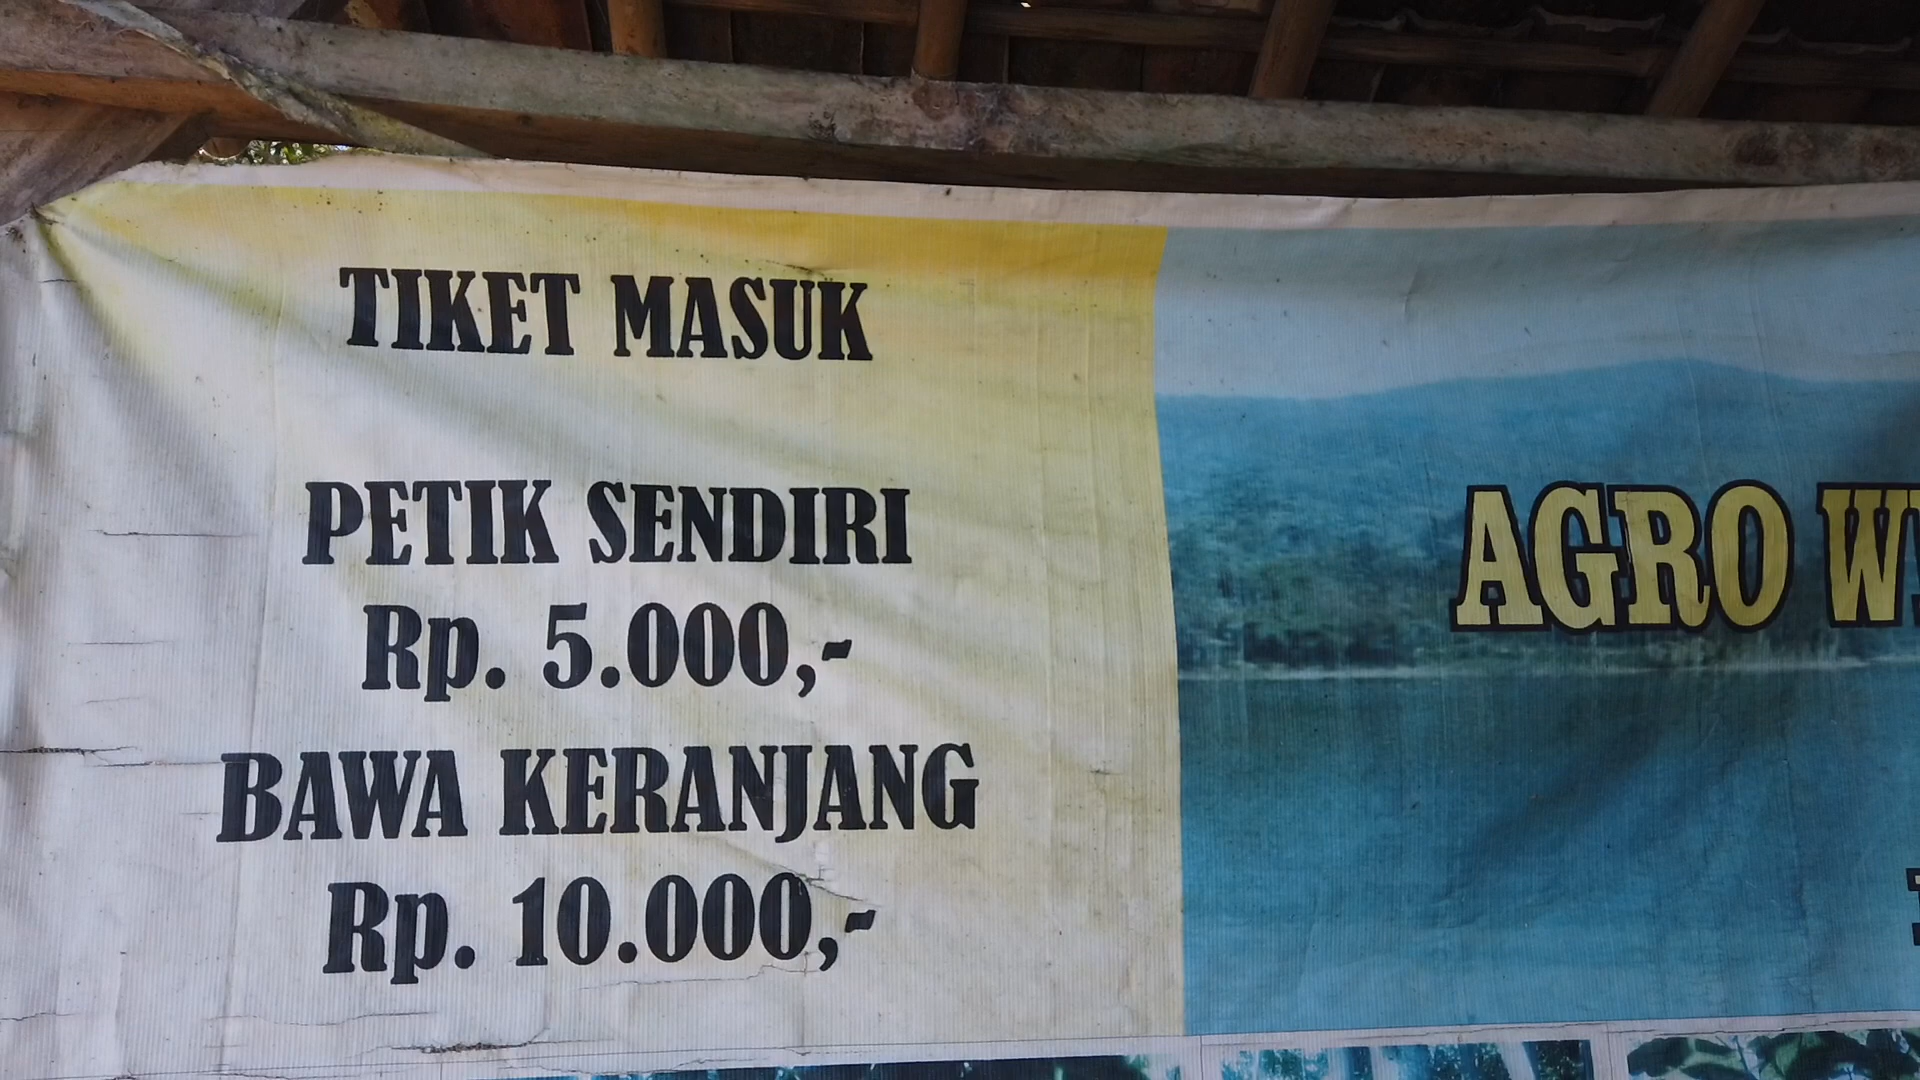 TIKET MASUK
PETIK SENDIRI
Rp. 5.000,-
BAWA KERANJANG
Rp. 10.000,-
AGRO